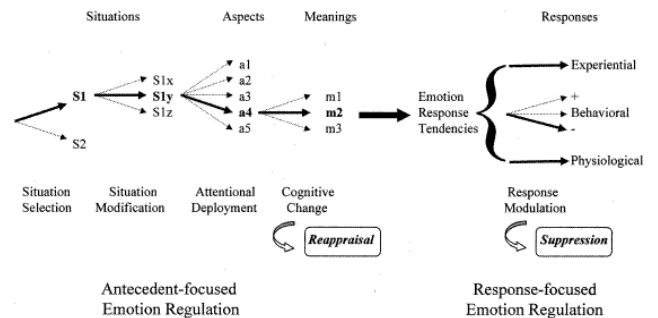 Situations Aspects Meanings Responses
a1
a2
a3
a4
a5
S1
S2
S1x
S1y
S1z
m1
m2
m3
Emotion
Response
Tendencies
Experiential
+
Behavioral
-
Physiological
Situation
Selection
Situation
Modification
Attentional
Deployment
Cognitive
Change
Reappraisal
Response
Modulation
Suppression
Antecedent-focused
Emotion Regulation
Response-focused
Emotion Regulation